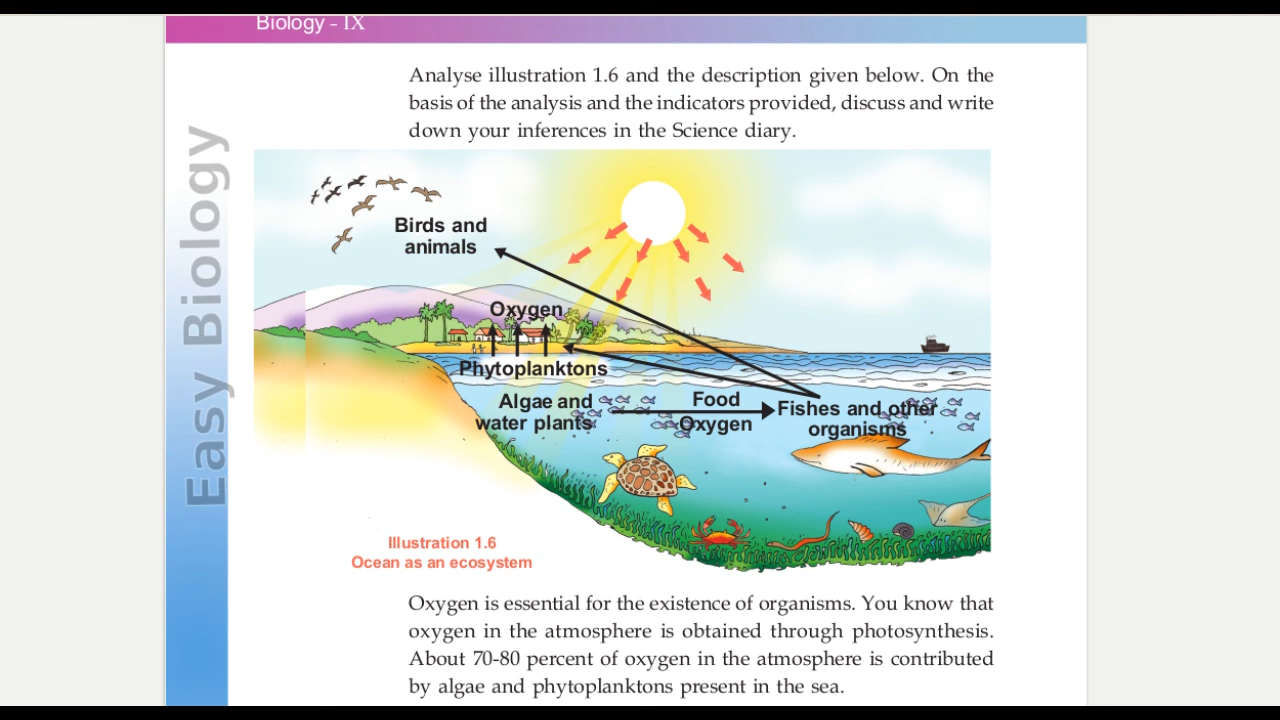 Biology - IX
Easy Biology
Analyse illustration 1.6 and the description given below. On the
basis of the analysis and the indicators provided, discuss and write
down your inferences in the Science diary.
Birds and
animals
Oxygen
Phytoplanktons
Algae and
water plants
Food
Oxygen
Fishes and other
organisms
Illustration 1.6
Ocean as an ecosystem
Oxygen is essential for the existence of organisms. You know that
oxygen in the atmosphere is obtained through photosynthesis.
About 70-80 percent of oxygen in the atmosphere is contributed
by algae and phytoplanktons present in the sea.